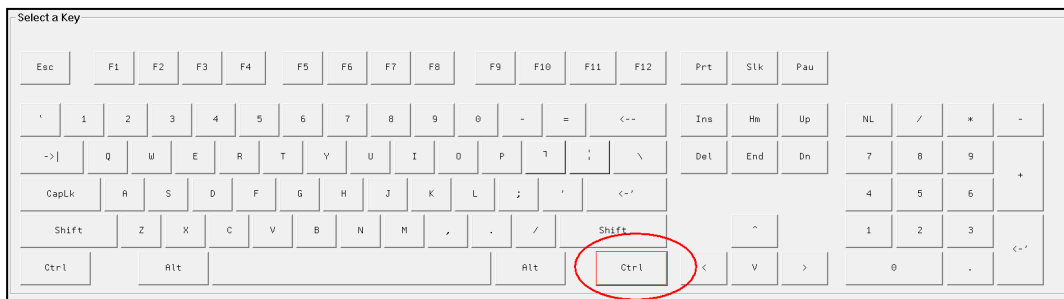 Select a Key
Esc F1 F2 F3 F4 F5 F6 F7 F8 F9 F10 F11 F12 Prt Slk Pau
' 1 2 3 4 5 6 7 8 9 0 - = <-- Ins Hm Up NL / * -
->| Q W E R T Y U I O P ┐ ¦ \ Del End Dn 7 8 9 +
CapLk A S D F G H J K L ; ' <-' 4 5 6
Shift Z X C V B N M , . / Shift ^ 1 2 3 <-'
Ctrl Alt Alt Ctrl < V > 0 .